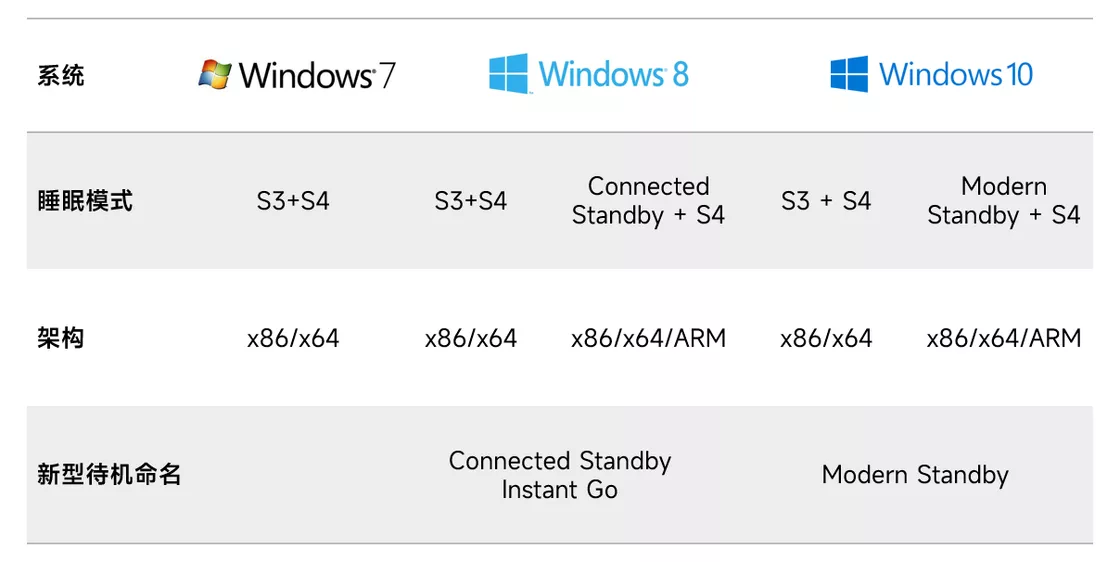 系统 Windows 7 Windows 8 Windows 10
睡眠模式 S3+S4 S3+S4 Connected Standby + S4 S3 + S4 Modern Standby + S4
架构 x86/x64 x86/x64 x86/x64/ARM x86/x64 x86/x64/ARM
新型待机命名 Connected Standby Instant Go Modern Standby